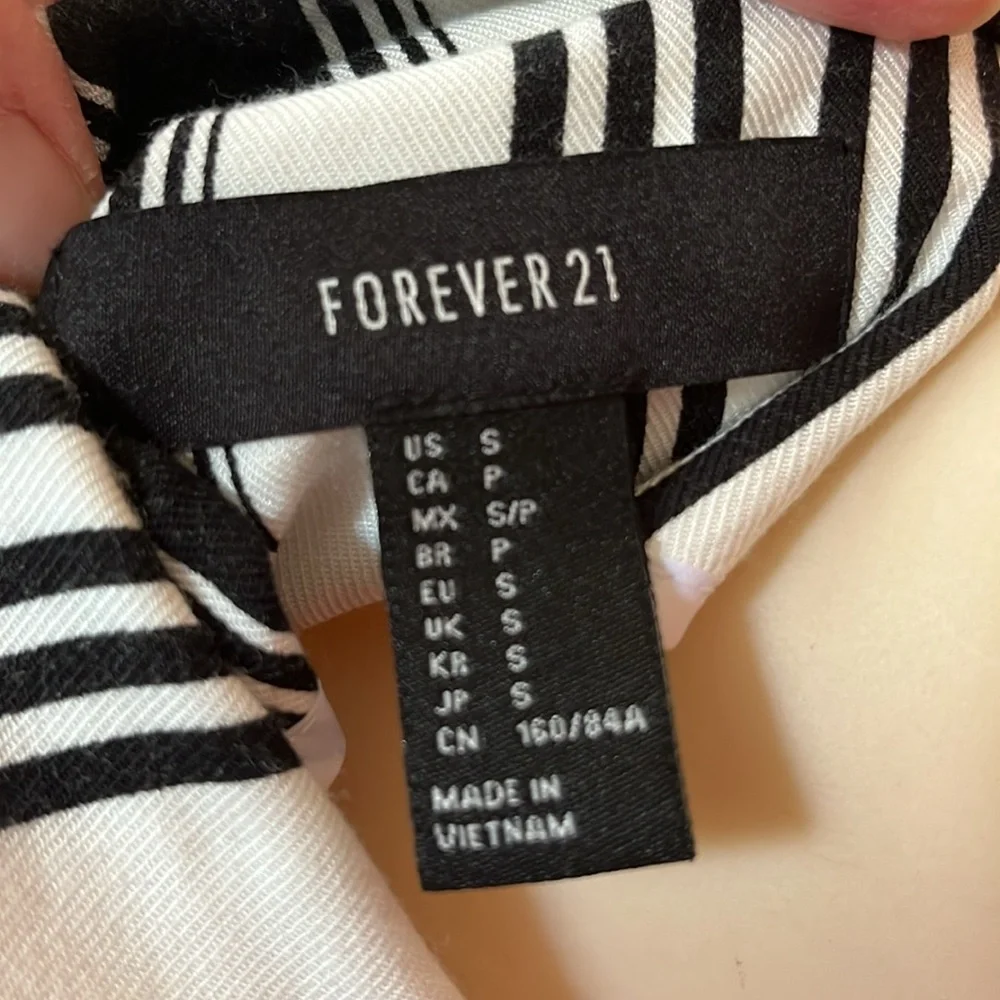 FOREVER 21
US S
CA P
MX S/P
BR P
EU S
UK S
KR S
JP S
CN 160/84A
MADE IN
VIETNAM